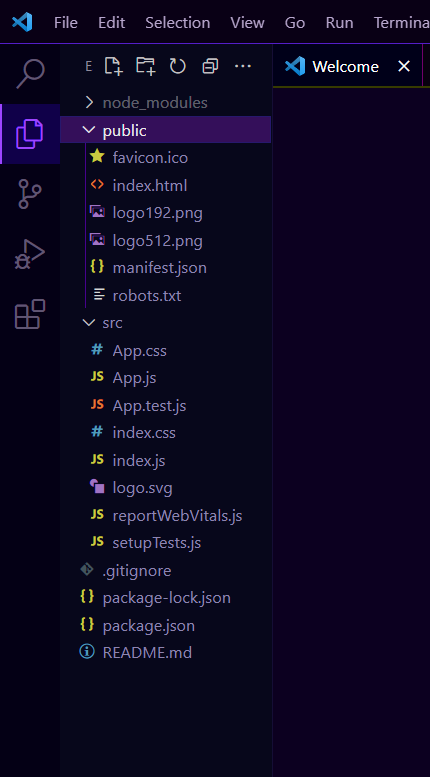 File Edit Selection View Go Run Termina
E
Welcome
node_modules
public
favicon.ico
index.html
logo192.png
logo512.png
{} manifest.json
robots.txt
src
# App.css
JS App.js
JS App.test.js
# index.css
JS index.js
logo.svg
JS reportWebVitals.js
JS setupTests.js
.gitignore
{} package-lock.json
{} package.json
README.md